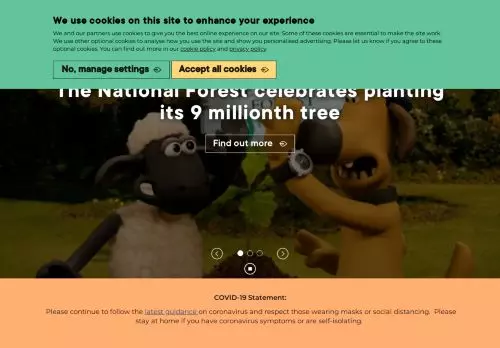 We use cookies on this site to enhance your experience
We and our partners use cookies to give you the best online experience on our site. Some of these cookies are essential to make the site work.
We use other optional cookies to analyse how you use the site and show you personalised advertising. Please let us know if you agree to these
optional cookies. You can find out more in our cookie policy and privacy policy.
No, manage settings
Accept all cookies
The National Forest celebrates planting
its 9 millionth tree
Find out more
COVID-19 Statement:
Please continue to follow the latest guidance on coronavirus and respect those wearing masks or social distancing. Please
stay at home if you have coronavirus symptoms or are self-isolating.